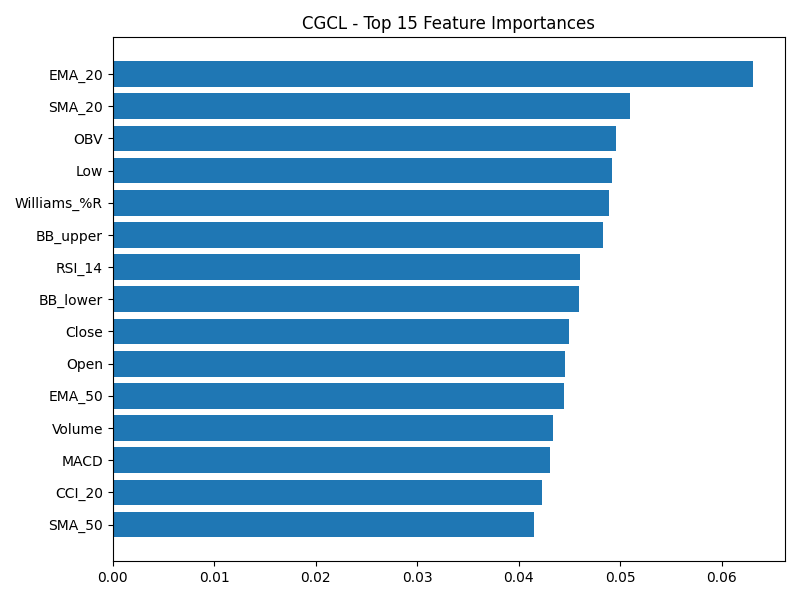 CGCL - Top 15 Feature Importances
EMA_20
SMA_20
OBV
Low
Williams_%R
BB_upper
RSI_14
BB_lower
Close
Open
EMA_50
Volume
MACD
CCI_20
SMA_50
0.00 0.01 0.02 0.03 0.04 0.05 0.06